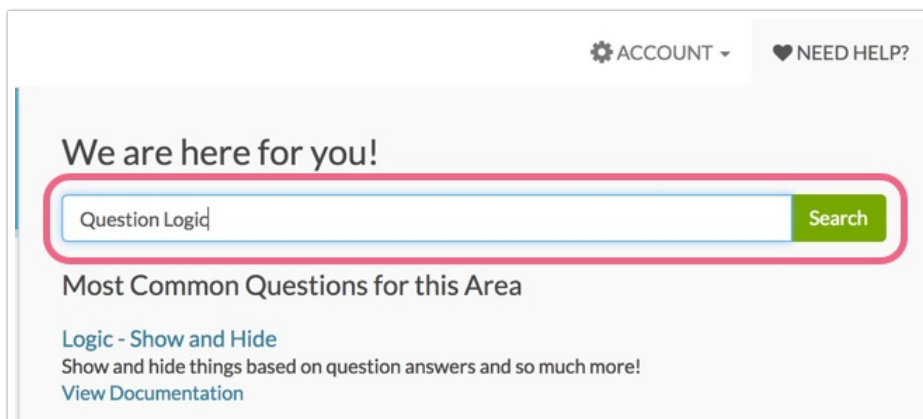 ACCOUNT NEED HELP?
We are here for you!
Question Logic Search
Most Common Questions for this Area
Logic - Show and Hide
Show and hide things based on question answers and so much more!
View Documentation